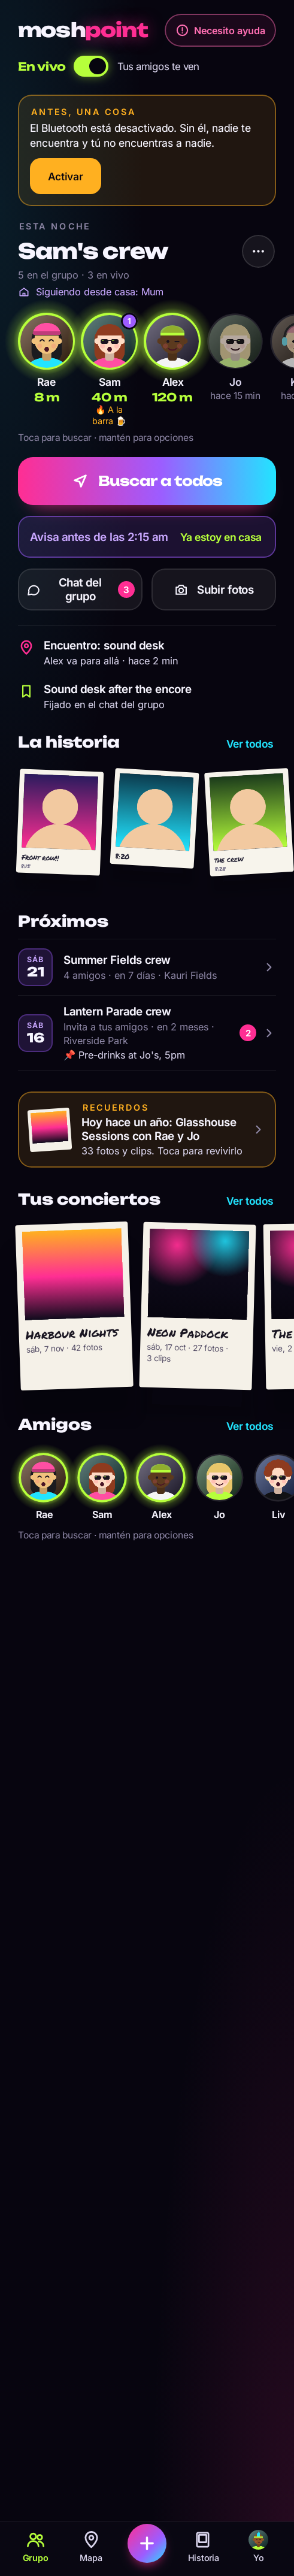 moshpoint
Necesito ayuda
En vivo
Tus amigos te ven
ANTES, UNA COSA
El Bluetooth está desactivado. Sin él, nadie te
encuentra y tú no encuentras a nadie.
Activar
ESTA NOCHE
Sam's crew
5 en el grupo · 3 en vivo
Siguiendo desde casa: Mum
1
Rae
Sam
Alex
Jo
8 m
40 m
120 m
hace 15 min
🔥 A la
barra 🍺
Toca para buscar · mantén para opciones
Buscar a todos
Avisa antes de las 2:15 am
Ya estoy en casa
Chat del
grupo
3
Subir fotos
Encuentro: sound desk
Alex va para allá · hace 2 min
Sound desk after the encore
Fijado en el chat del grupo
La historia
Ver todos
Front row!!
8:20
the crew
Próximos
SÁB
21
Summer Fields crew
4 amigos · en 7 días · Kauri Fields
SÁB
16
Lantern Parade crew
Invita a tus amigos · en 2 meses ·
Riverside Park
📌 Pre-drinks at Jo's, 5pm
2
RECUERDOS
Hoy hace un año: Glasshouse
Sessions con Rae y Jo
33 fotos y clips. Toca para revivirlo
Tus conciertos
Ver todos
Harbour Nights
sáb, 7 nov · 42 fotos
Neon Paddock
sáb, 17 oct · 27 fotos ·
3 clips
The
vie, 2
Amigos
Ver todos
Rae
Sam
Alex
Jo
Liv
Toca para buscar · mantén para opciones
Grupo
Mapa
Historia
Yo